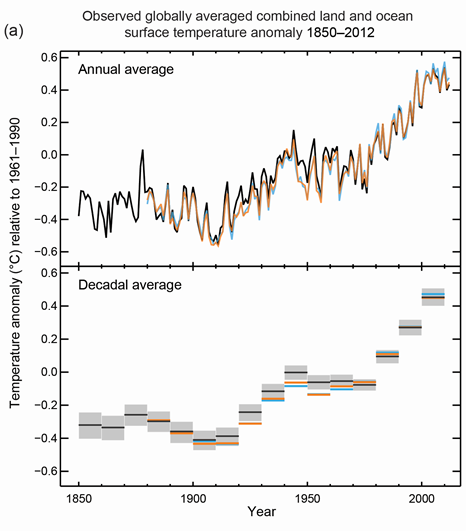 Observed globally averaged combined land and ocean
surface temperature anomaly 1850–2012
(a)
Annual average
0.6
0.4
0.2
0.0
−0.2
−0.4
−0.6
Temperature anomaly (°C) relative to 1961–1990
Decadal average
0.6
0.4
0.2
0.0
−0.2
−0.4
−0.6
1850
1900
1950
2000
Year